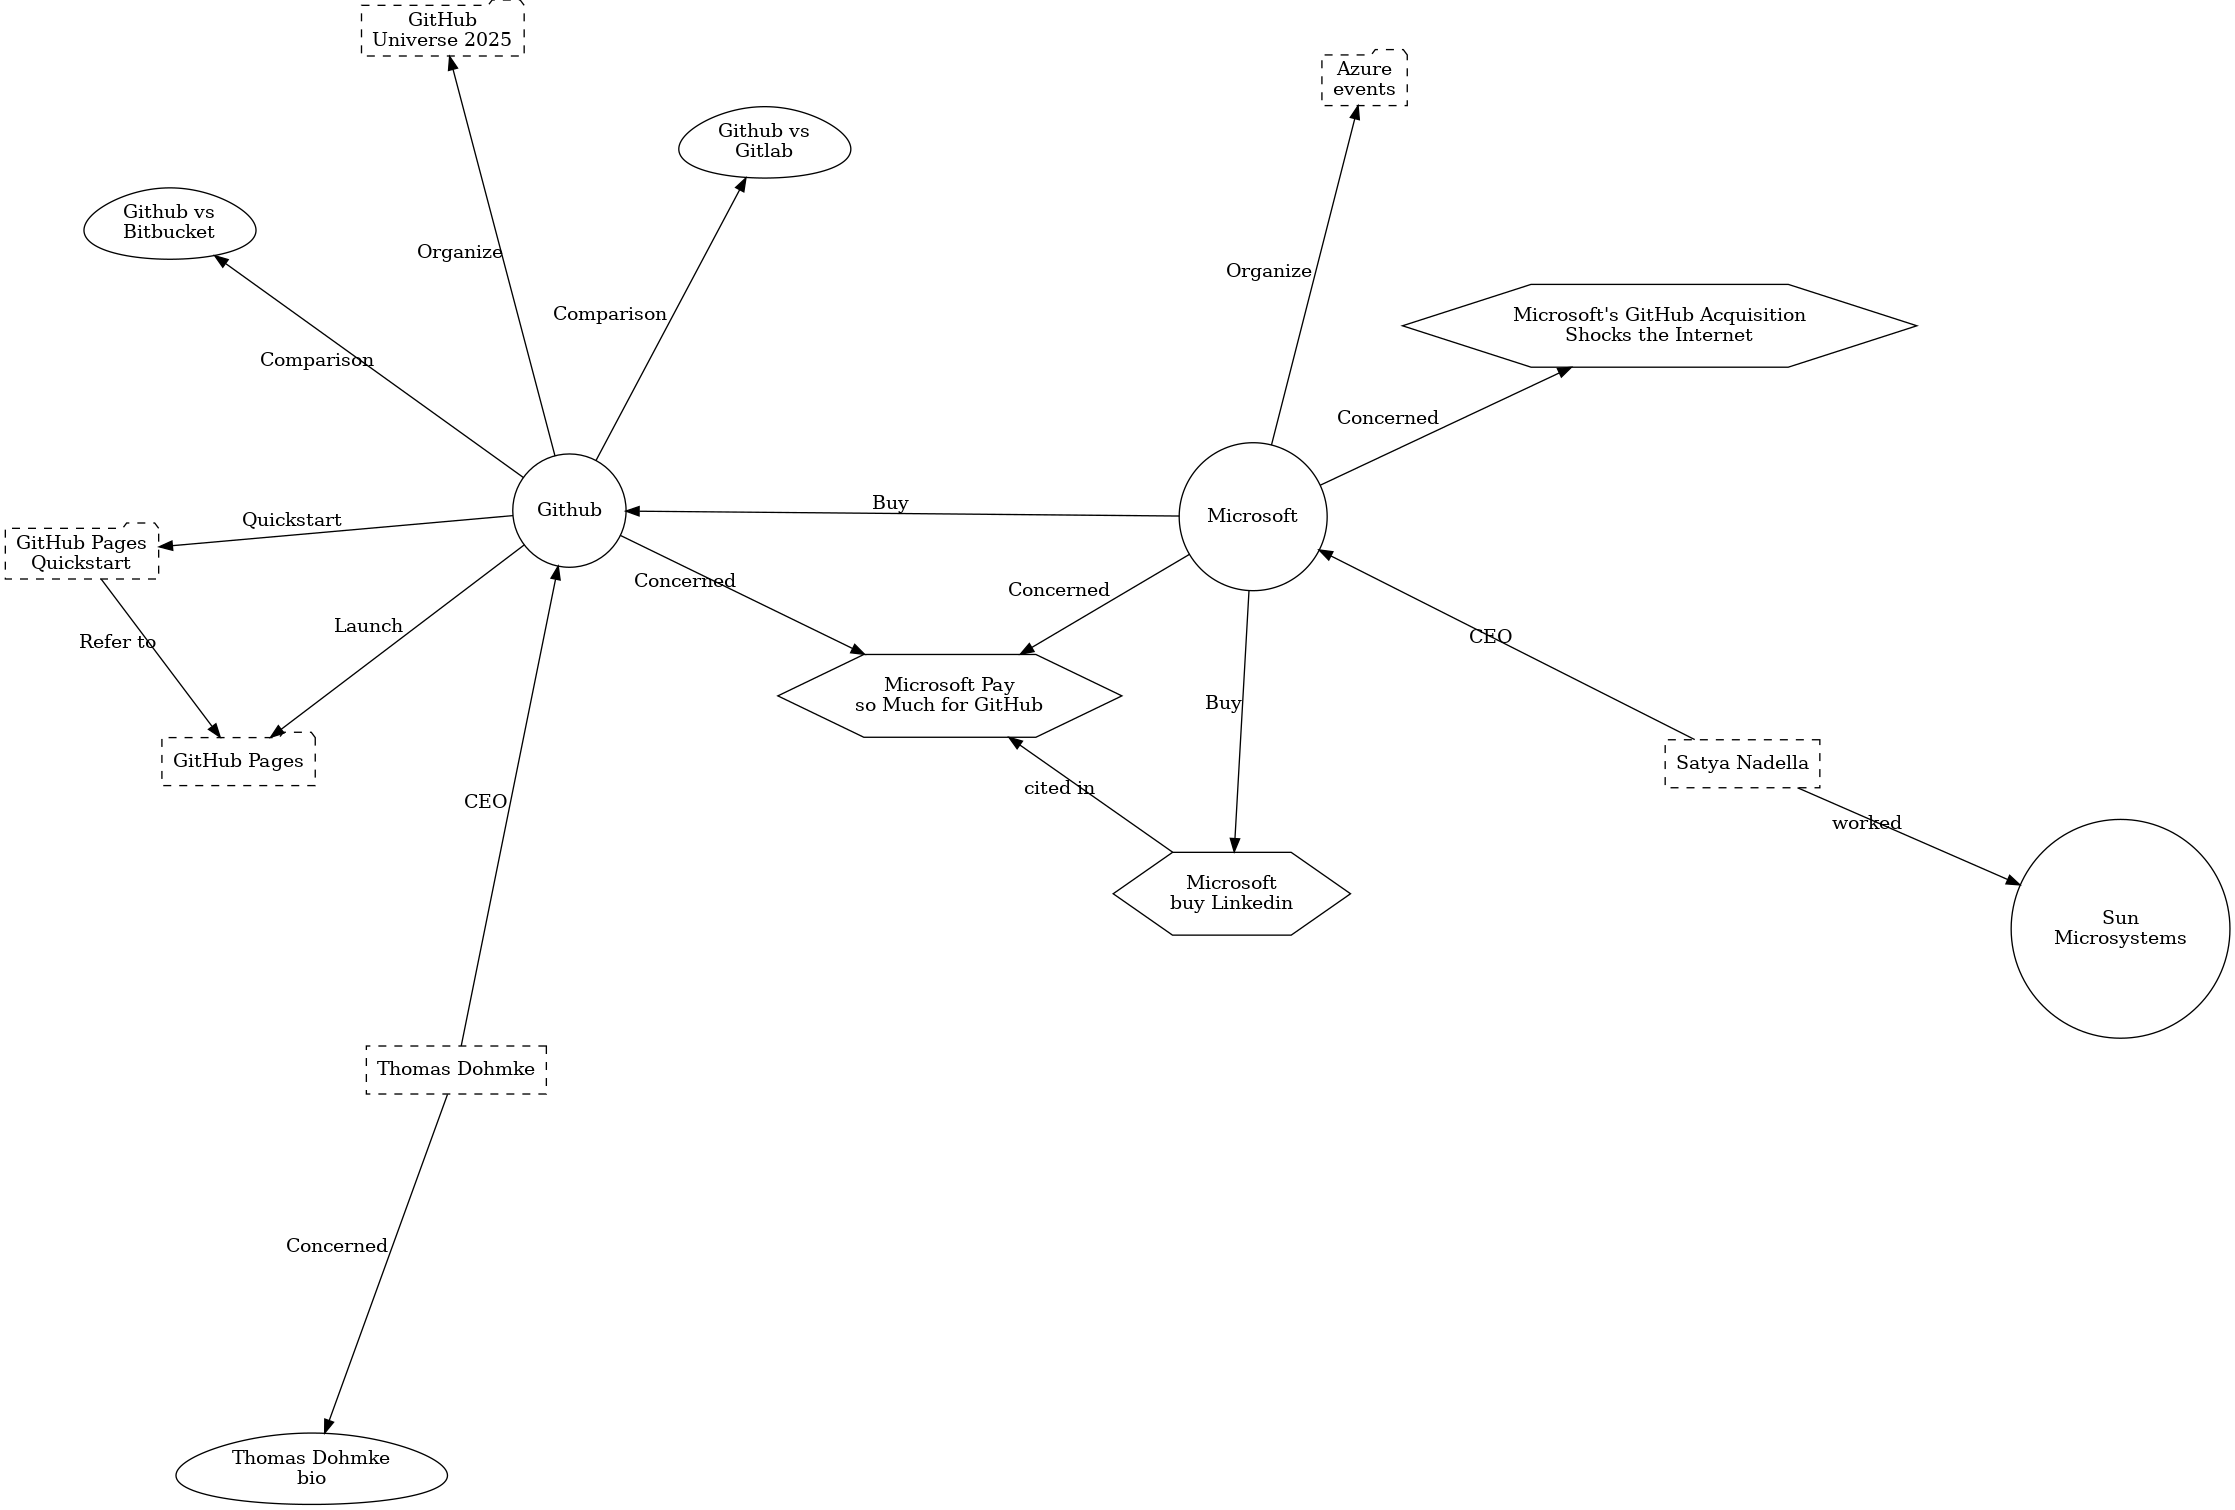 GitHub
Universe 2025
Azure
events
Github vs
Gitlab
Github vs
Bitbucket
Organize
Organize
Comparison
Microsoft's GitHub Acquisition
Shocks the Internet
Comparison
Concerned
Buy
Github
Microsoft
Quickstart
GitHub Pages
Quickstart
Concerned
Concerned
Launch
Refer to
CEO
Microsoft Pay
so Much for GitHub
Buy
GitHub Pages
Satya Nadella
cited in
CEO
worked
Microsoft
buy Linkedin
Sun
Microsystems
Thomas Dohmke
Concerned
Thomas Dohmke
bio